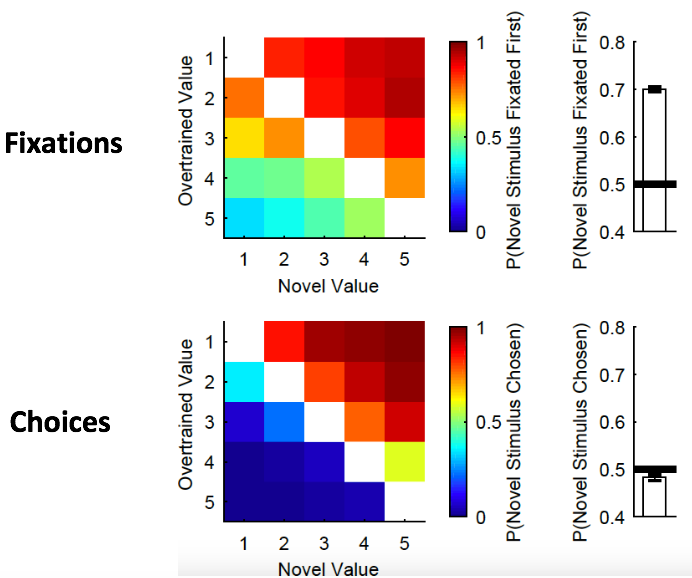 Fixations
Overtrained Value
1
2
3
4
5
1 2 3 4 5
Novel Value
1
0.5
0
P(Novel Stimulus Fixated First)
P(Novel Stimulus Fixated First)
0.8
0.7
0.6
0.5
0.4
Choices
Overtrained Value
1
2
3
4
5
1 2 3 4 5
Novel Value
1
0.5
0
P(Novel Stimulus Chosen)
P(Novel Stimulus Chosen)
0.8
0.7
0.6
0.5
0.4